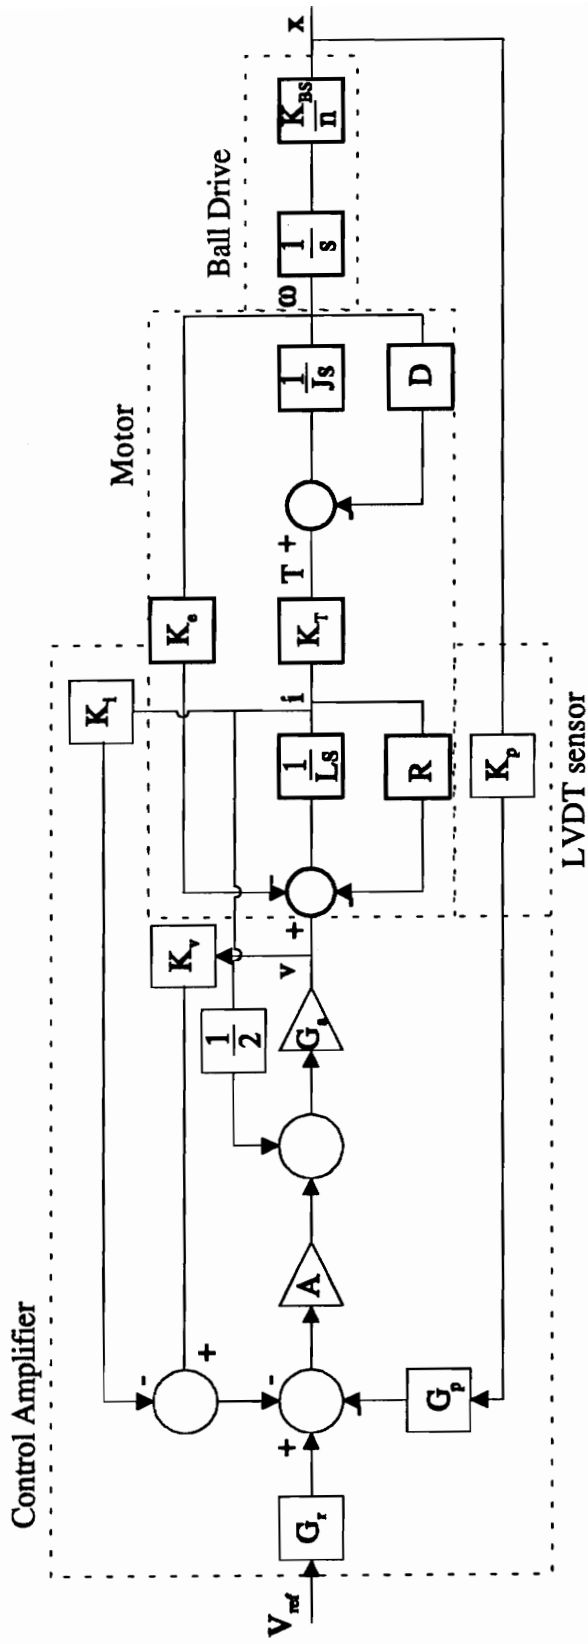 Control Amplifier
Motor
Ball Drive
LVDT sensor
V_ref
G_r
+
-
-
A
G_p
-
+
1/2
G_a
v
K_v
K_i
+
-
-
1/Ls
R
i
K_e
K_T
T
+
-
1/Js
D
ω
1/s
K_BS/n
x
K_p